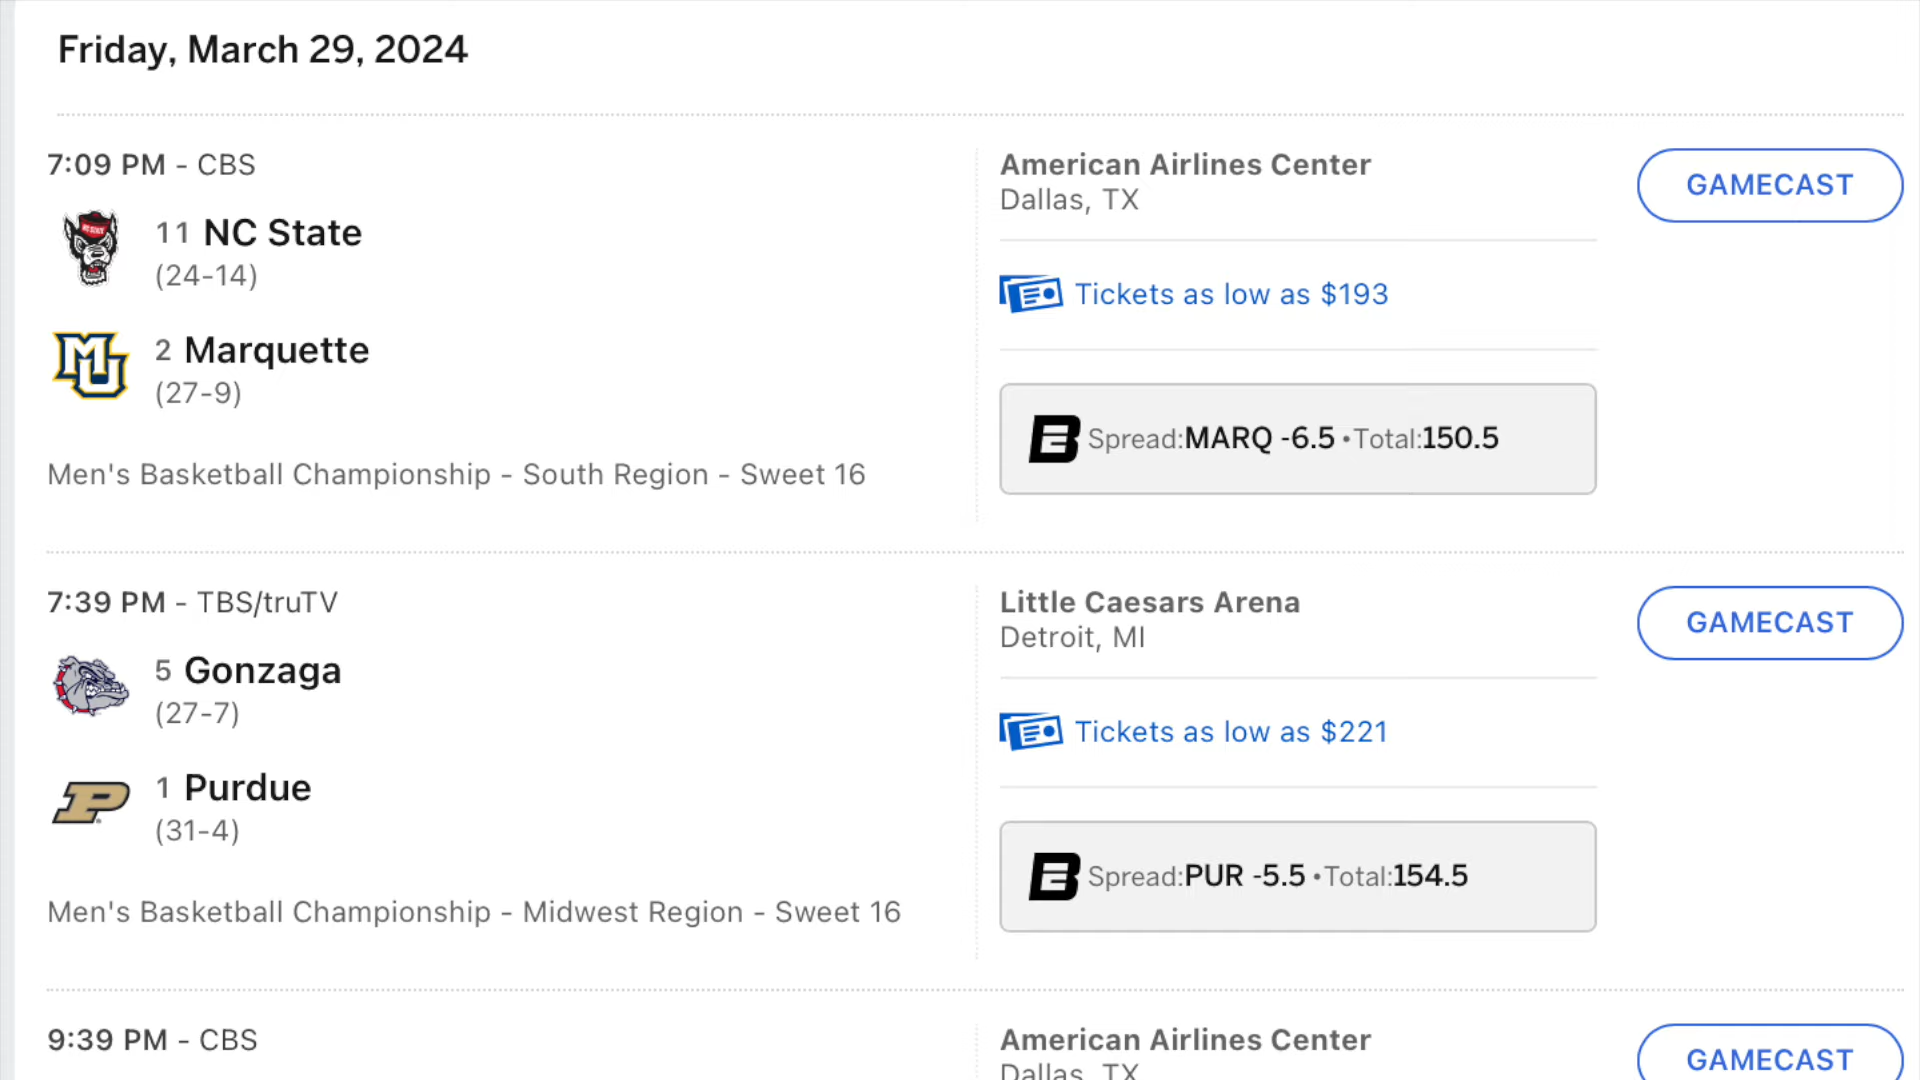 Friday, March 29, 2024
7:09 PM - CBS
11 NC State
(24-14)
2 Marquette
(27-9)
Men's Basketball Championship - South Region - Sweet 16
American Airlines Center
Dallas, TX
Tickets as low as $193
Spread:MARQ -6.5 •Total:150.5
GAMECAST
7:39 PM - TBS/truTV
5 Gonzaga
(27-7)
1 Purdue
(31-4)
Men's Basketball Championship - Midwest Region - Sweet 16
Little Caesars Arena
Detroit, MI
Tickets as low as $221
Spread:PUR -5.5 •Total:154.5
GAMECAST
9:39 PM - CBS
American Airlines Center
Dallas, TX
GAMECAST